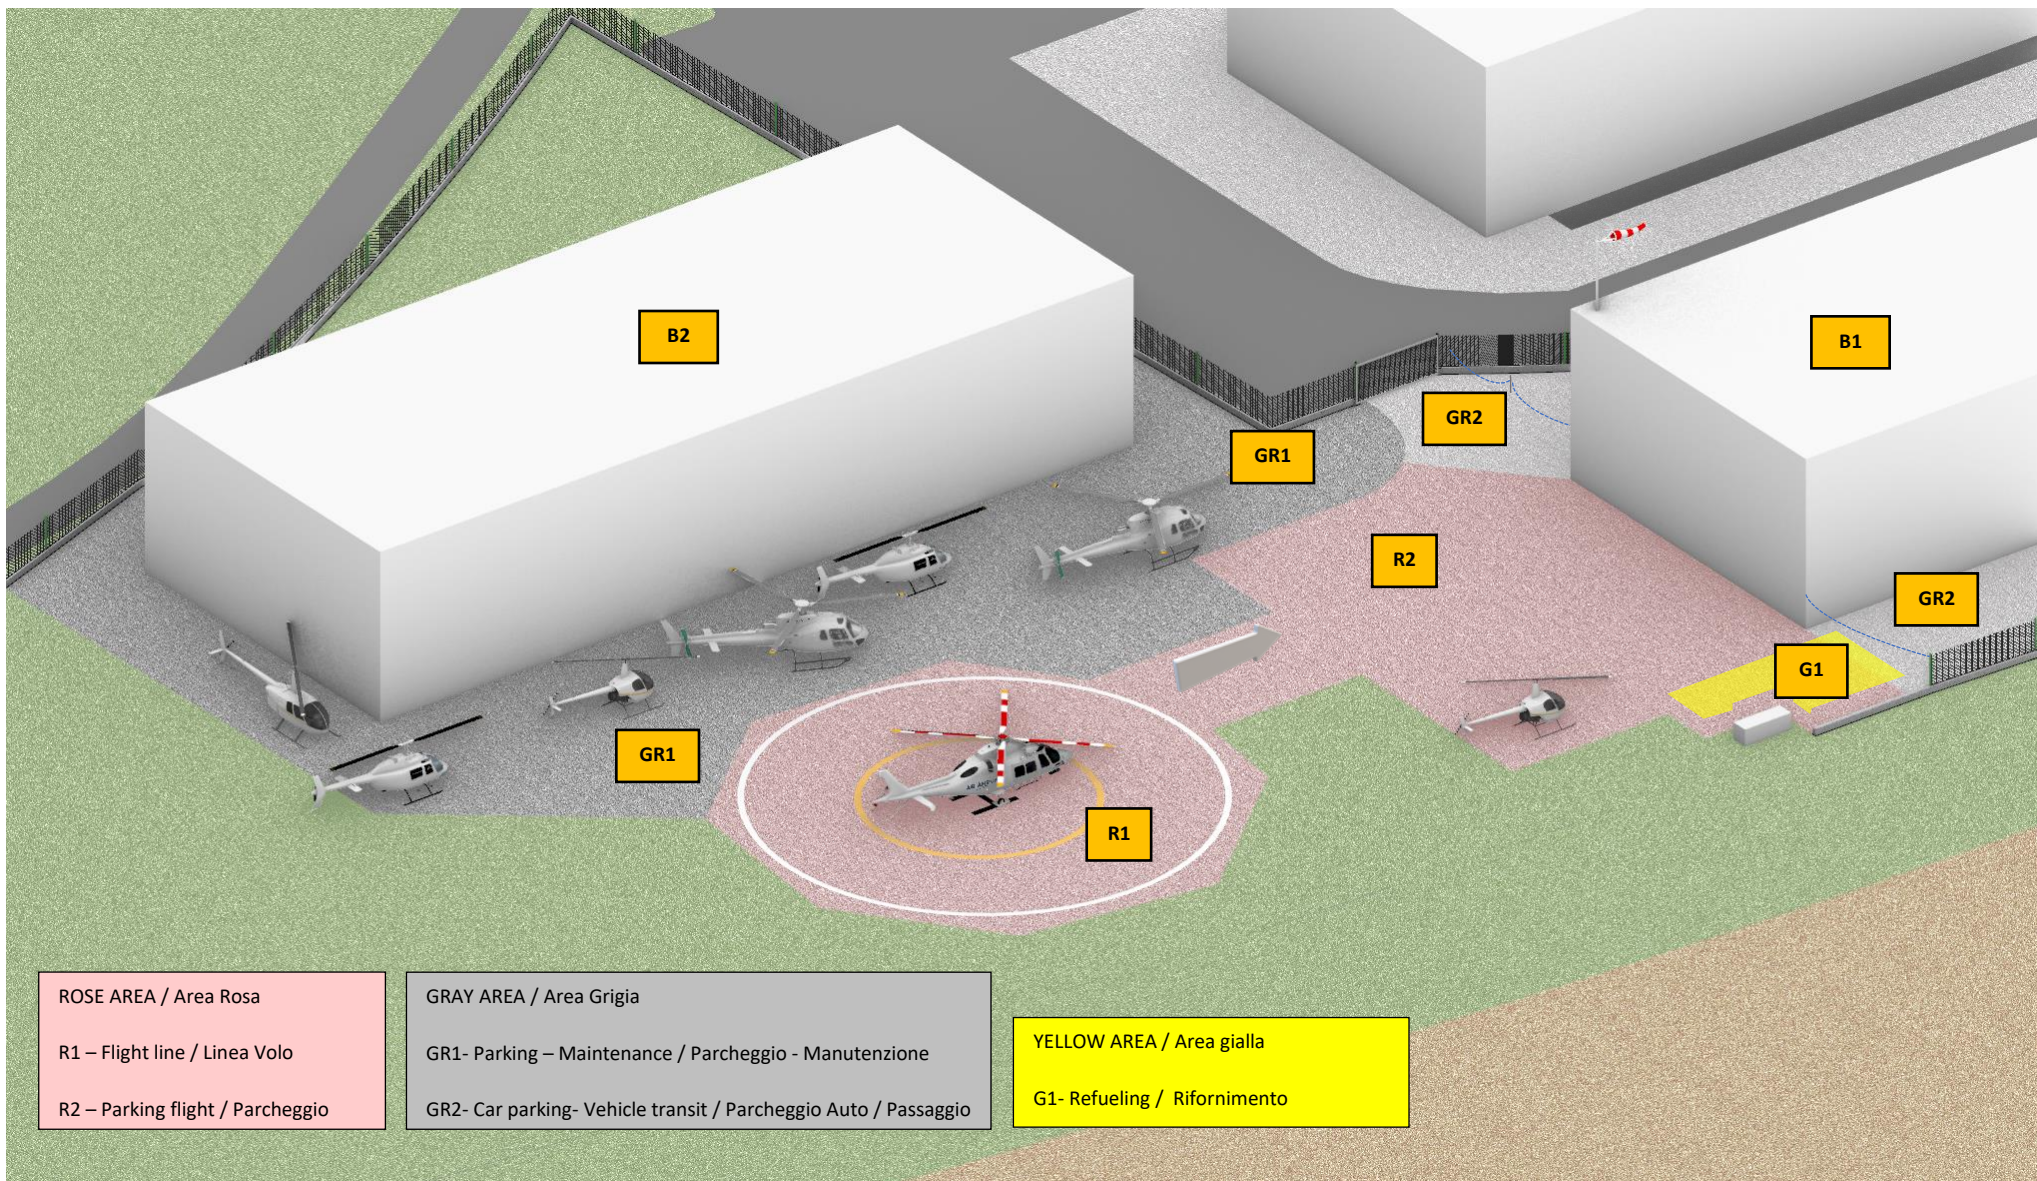 B2
B1
GR2
GR1
R2
GR2
G1
GR1
R1
ROSE AREA / Area Rosa
R1 – Flight line / Linea Volo
R2 – Parking flight / Parcheggio
GRAY AREA / Area Grigia
GR1- Parking – Maintenance / Parcheggio - Manutenzione
GR2- Car parking- Vehicle transit / Parcheggio Auto / Passaggio
YELLOW AREA / Area gialla
G1- Refueling /  Rifornimento